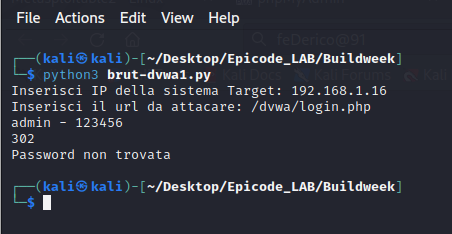 File Actions Edit View Help
feDerico@91
┌──(kali㉿kali)-[~/Desktop/Epicode_LAB/Buildweek]
└─$ python3 brut-dvwa1.py
Inserisci IP della sistema Target: 192.168.1.16
Inserisci il url da attacare: /dvwa/login.php
admin - 123456
302
Password non trovata
┌──(kali㉿kali)-[~/Desktop/Epicode_LAB/Buildweek]
└─$